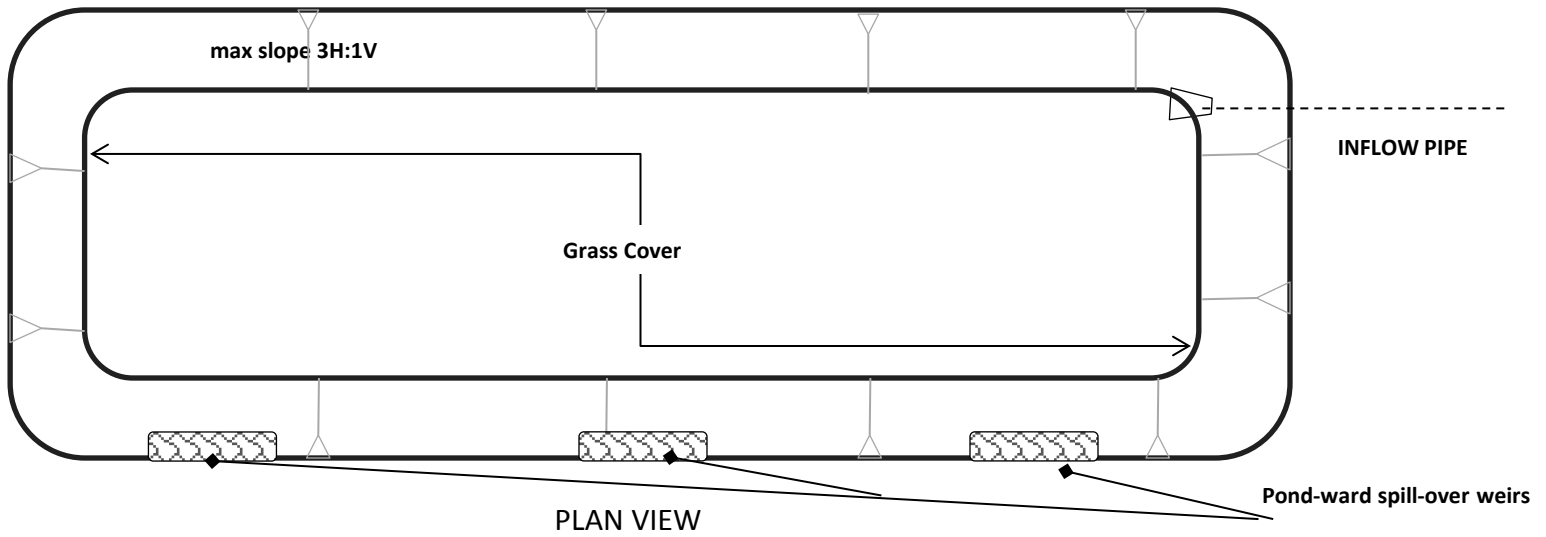 max slope 3H:1V
INFLOW PIPE
Grass Cover
Pond-ward spill-over weirs
PLAN VIEW